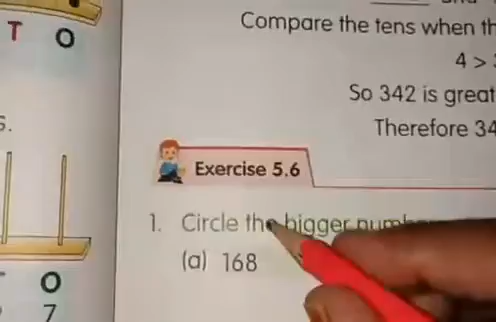 T O
Compare the tens when
4 >
So 342 is great
Therefore 34
Exercise 5.6
1. Circle the bigger
(a) 168
O
7